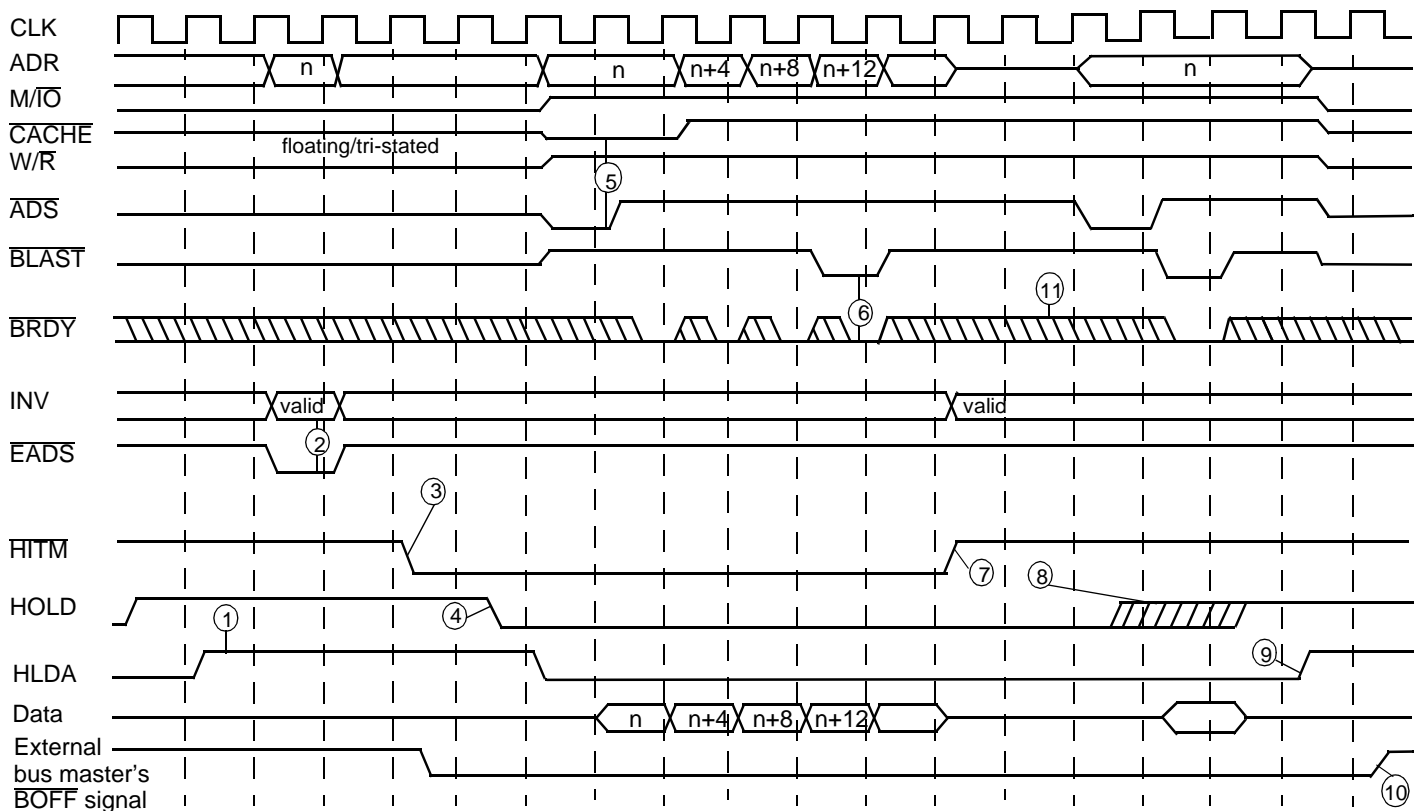 CLK
ADR n n n+4 n+8 n+12 n
M/IO
CACHE
floating/tri-stated
W/R
5
ADS
BLAST
11
6
BRDY
INV valid valid
2
EADS
3
HITM
7
8
HOLD
4
1
9
HLDA
Data n n+4 n+8 n+12
External
bus master's
BOFF signal
10